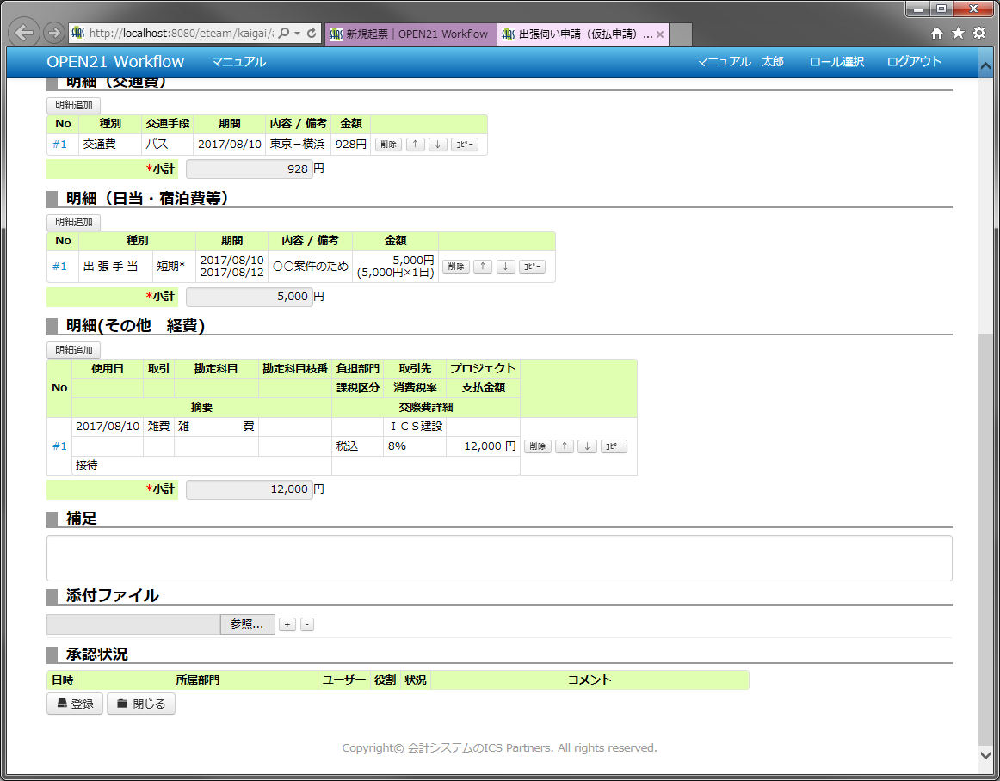 http://localhost:8080/eteam/kaigai/
新規起票｜OPEN21 Workflow
出張伺い申請（仮払申請）...
OPEN21 Workflow マニュアル マニュアル　太郎 ロール選択 ログアウト
明細（交通費）
明細追加
No 種別 交通手段 期間 内容 / 備考 金額
#1 交通費 バス 2017/08/10 東京－横浜 928円 削除 ↑ ↓ ｺﾋﾟｰ
*小計 928 円
明細（日当・宿泊費等）
明細追加
No 種別 期間 内容 / 備考 金額
#1 出 張 手 当 短期* 2017/08/10 〇〇案件のため 5,000円 削除 ↑ ↓ ｺﾋﾟｰ
2017/08/12 (5,000円×1日)
*小計 5,000 円
明細(その他　経費)
明細追加
使用日 取引 勘定科目 勘定科目枝番 負担部門 取引先 プロジェクト
No 課税区分 消費税率 支払金額
摘要 交際費詳細
2017/08/10 雑費 雑　　　　　費 ＩＣＳ建設
#1 税込 8% 12,000 円 削除 ↑ ↓ ｺﾋﾟｰ
接待
*小計 12,000 円
補足
添付ファイル
参照... + -
承認状況
日時 所属部門 ユーザー 役割 状況 コメント
登録 閉じる
Copyright© 会計システムのICS Partners. All rights reserved.